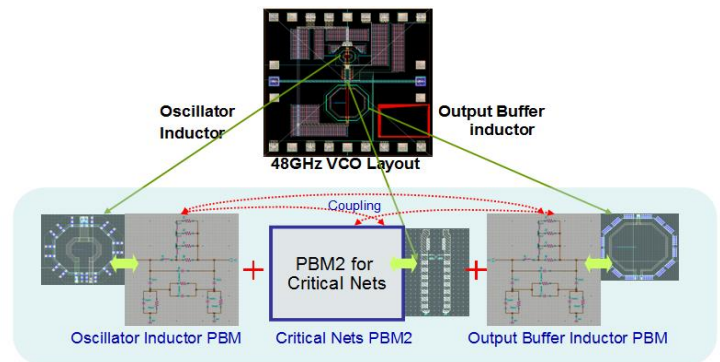 Oscillator
Inductor
Output Buffer
inductor
48GHz VCO Layout
Coupling
+
PBM2 for
Critical Nets
+
Oscillator Inductor PBM
Critical Nets PBM2
Output Buffer Inductor PBM